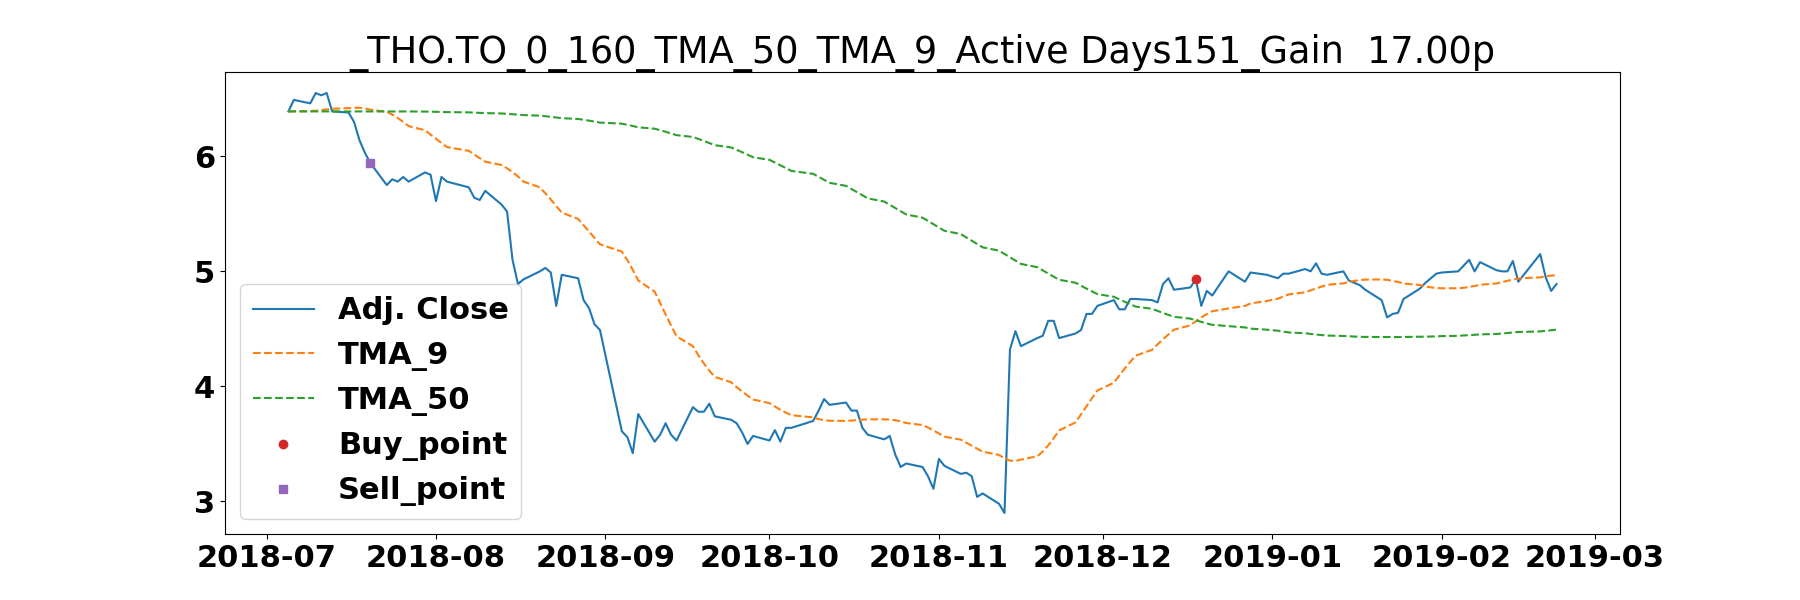 _THO.TO_0_160_TMA_50_TMA_9_Active Days151_Gain  17.00p
6
5
4
3
Adj. Close
TMA_9
TMA_50
Buy_point
Sell_point
2018-07 2018-08 2018-09 2018-10 2018-11 2018-12 2019-01 2019-02 2019-03